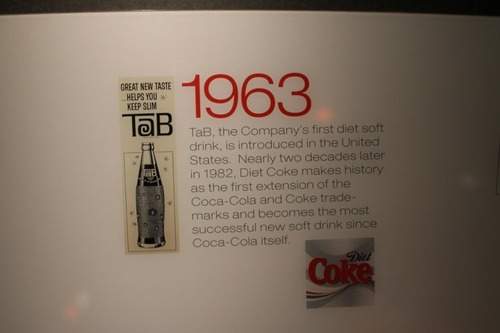 GREAT NEW TASTE
...HELPS YOU
KEEP SLIM
TaB
1963
TaB, the Company's first diet soft
drink, is introduced in the United
States. Nearly two decades later
in 1982, Diet Coke makes history
as the first extension of the
Coca-Cola and Coke trade-
marks and becomes the most
successful new soft drink since
Coca-Cola itself.
Diet
Coke